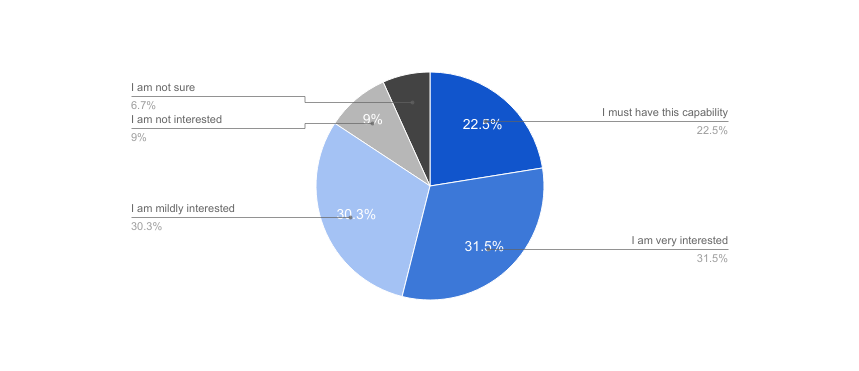 I am not sure
6.7%
I am not interested
9%
9%
I must have this capability
22.5%
22.5%
I am mildly interested
30.3%
30.3%
I am very interested
31.5%
31.5%